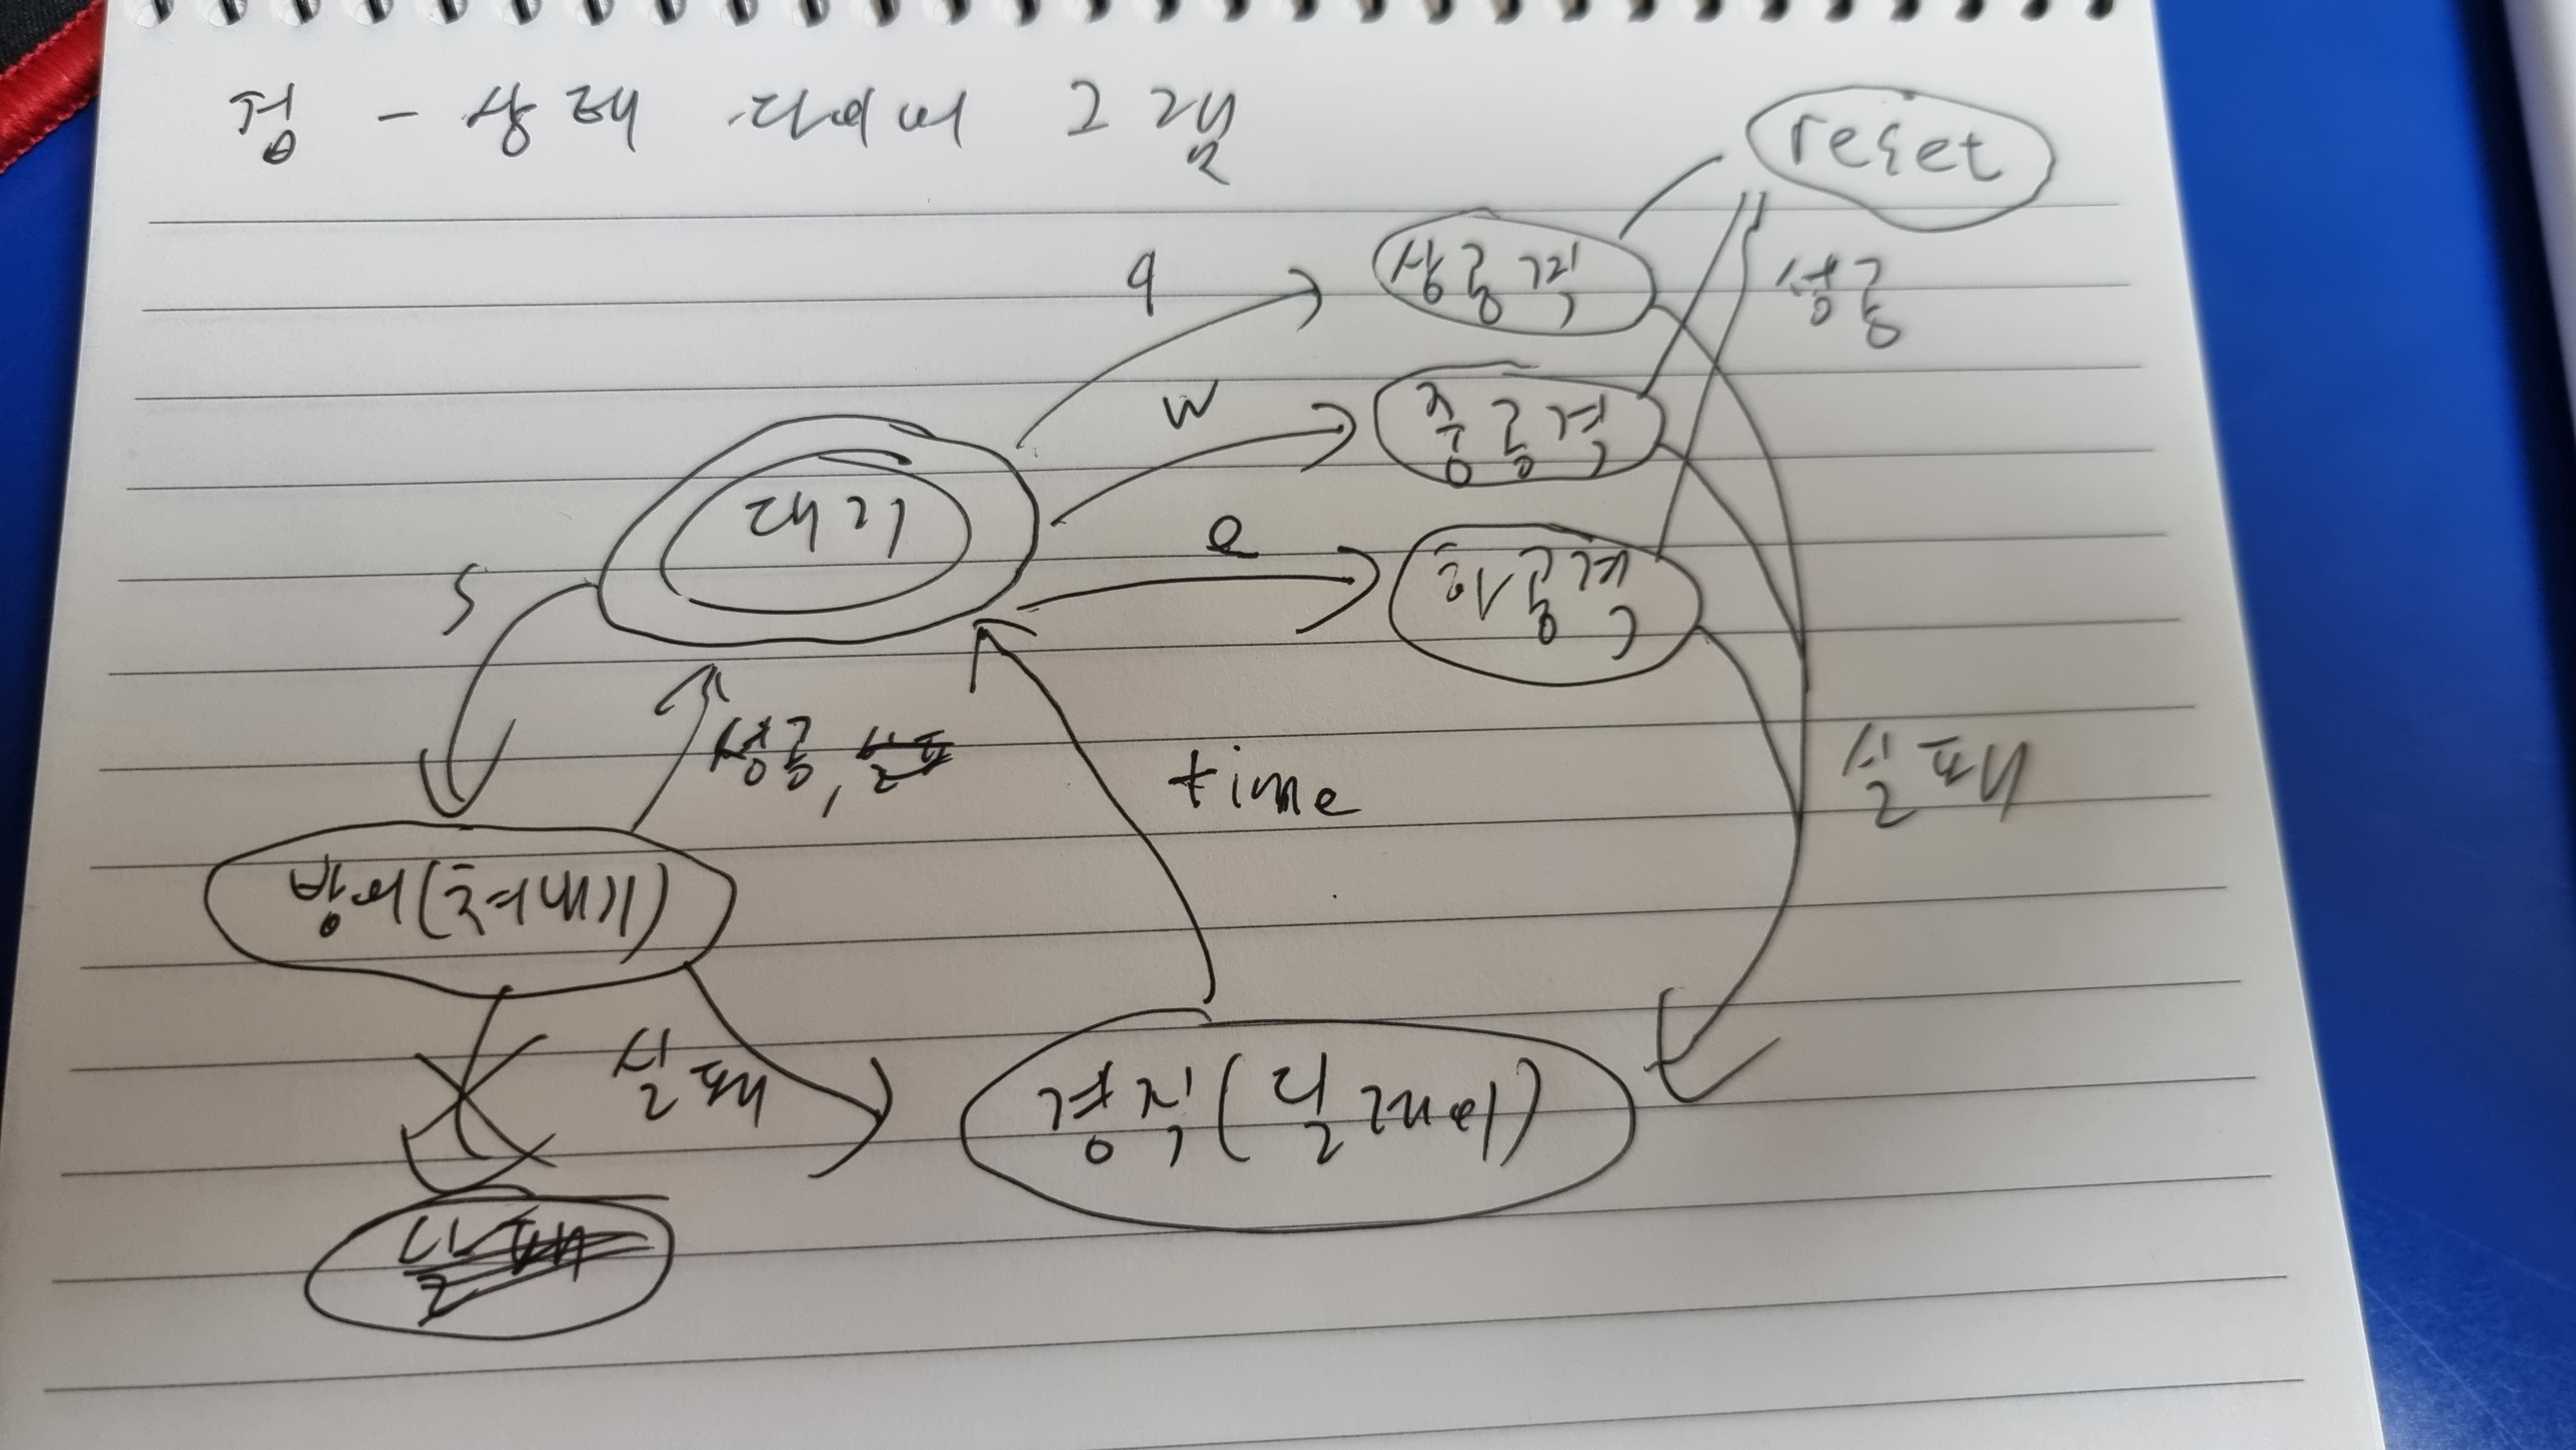 검 - 상태 다이어그램
reset
q
상공격
성공
w
중공격
대기
e
하공격
s
성공,
time
실패
방어(쳐내기)
실패
경직(딜레이)
실패